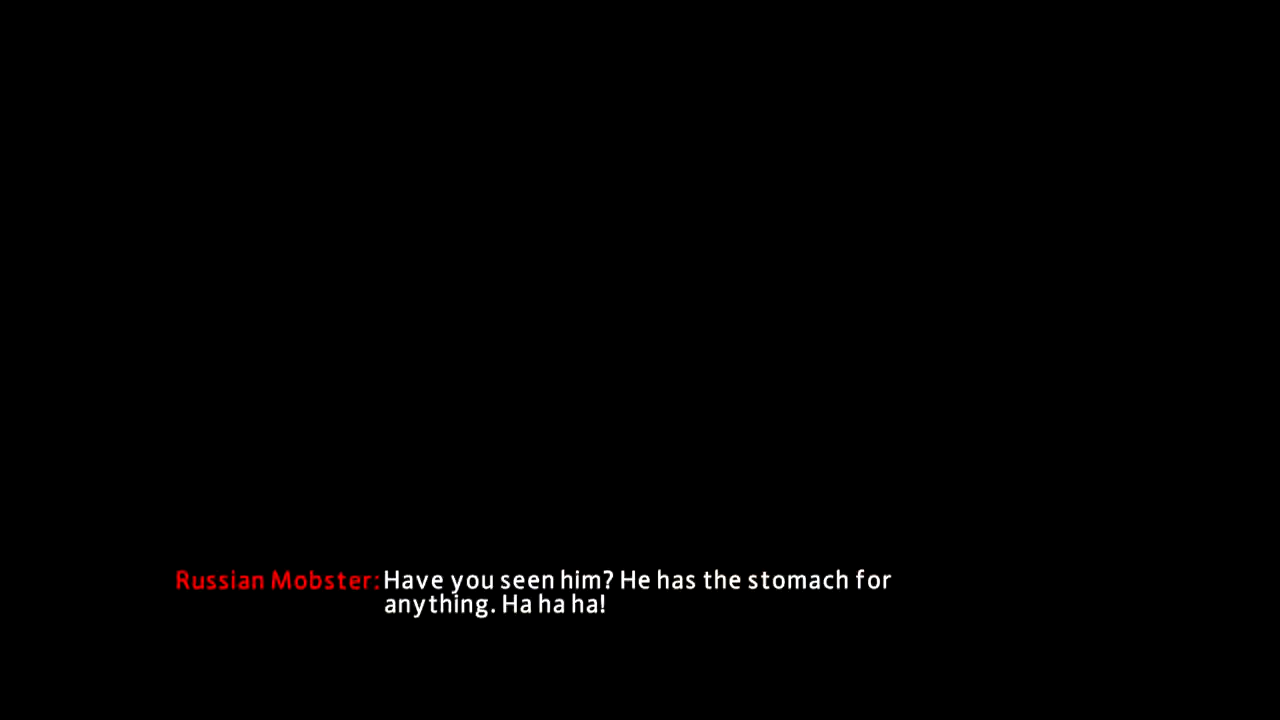 Russian Mobster: Have you seen him? He has the stomach for
anything. Ha ha ha!